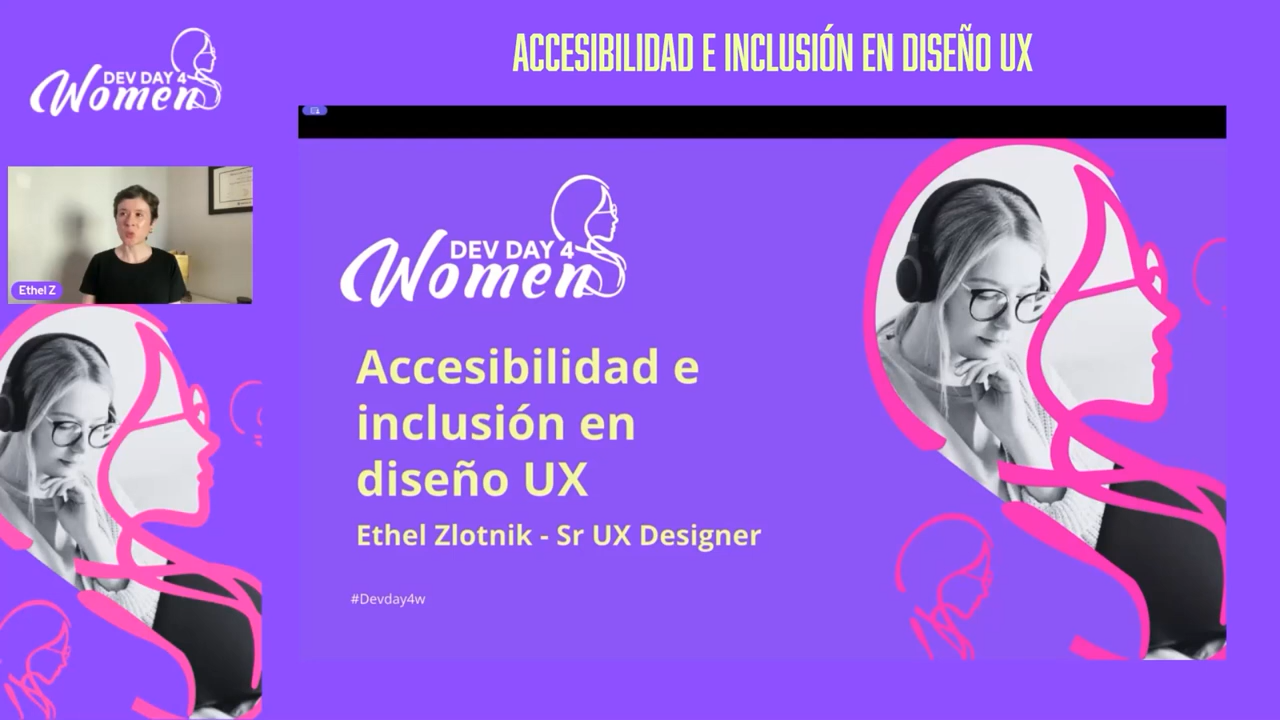 DEV DAY 4
Women
ACCESIBILIDAD E INCLUSIÓN EN DISEÑO UX
Ethel Z
DEV DAY 4
Women
Accesibilidad e
inclusión en
diseño UX
Ethel Zlotnik - Sr UX Designer
#Devday4w